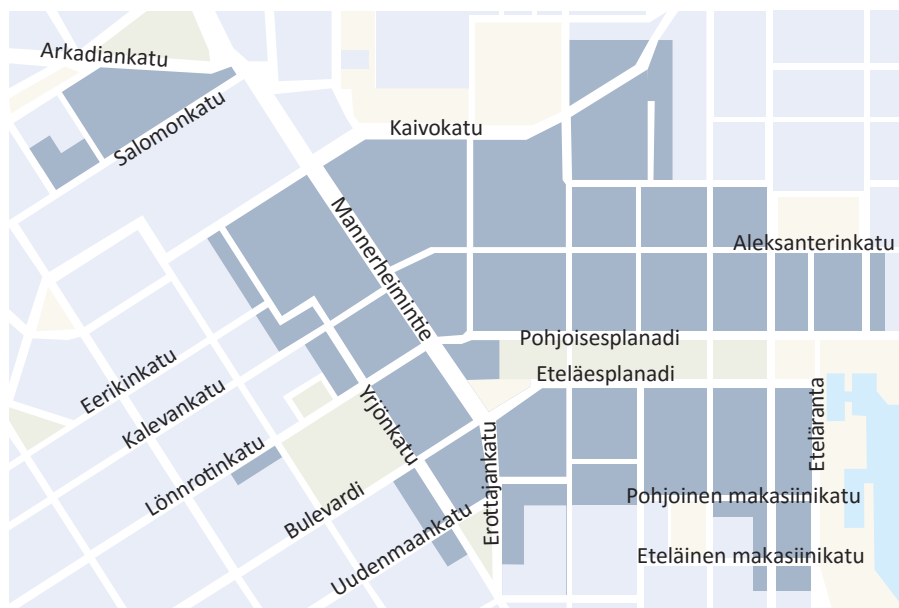 Arkadiankatu
Salomonkatu
Kaivokatu
Mannerheimintie
Aleksanterinkatu
Pohjoisesplanadi
Eteläesplanadi
Eerikinkatu
Kalevankatu
Yrjönkatu
Eteläranta
Lönnrotinkatu
Bulevardi
Erottajankatu
Pohjoinen makasiinikatu
Uudenmaankatu
Eteläinen makasiinikatu